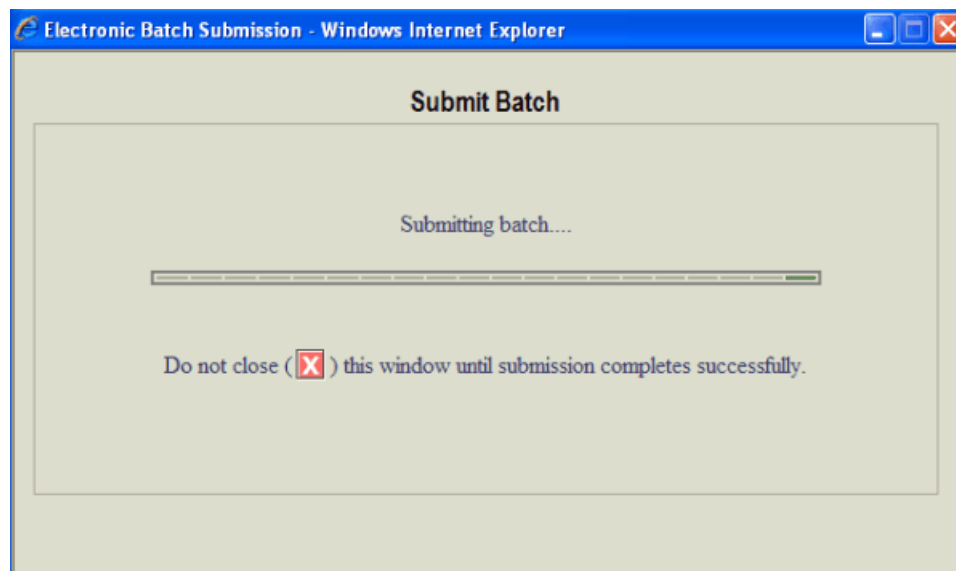 Electronic Batch Submission - Windows Internet Explorer
Submit Batch
Submitting batch....
Do not close ( X ) this window until submission completes successfully.